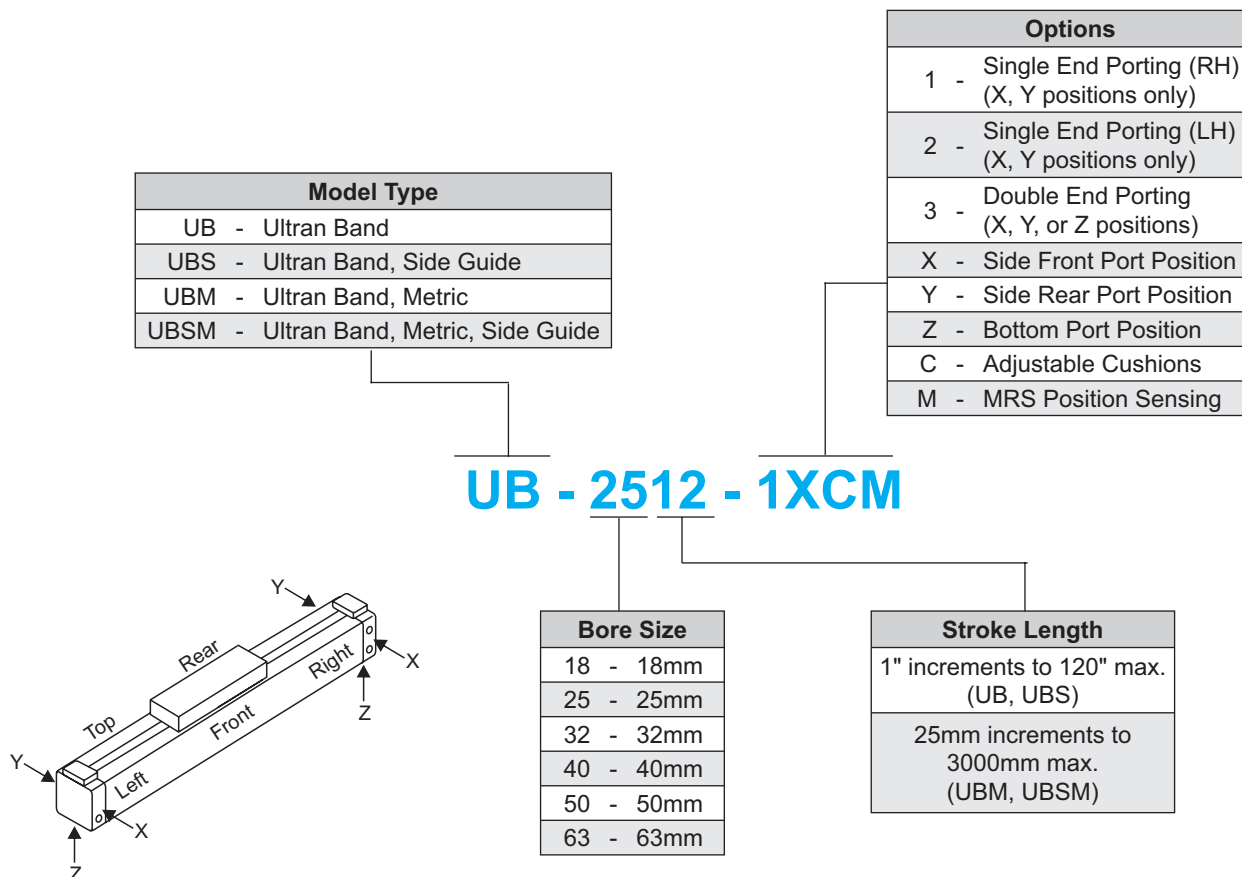 Options
1 - Single End Porting (RH)
(X, Y positions only)
2 - Single End Porting (LH)
(X, Y positions only)
3 - Double End Porting
(X, Y, or Z positions)
X - Side Front Port Position
Y - Side Rear Port Position
Z - Bottom Port Position
C - Adjustable Cushions
M - MRS Position Sensing
Model Type
UB - Ultran Band
UBS - Ultran Band, Side Guide
UBM - Ultran Band, Metric
UBSM - Ultran Band, Metric, Side Guide
UB - 2512 - 1XCM
Y
Rear
Right
X
Top
Front
Z
Y
Left
X
Z
Bore Size
18 - 18mm
25 - 25mm
32 - 32mm
40 - 40mm
50 - 50mm
63 - 63mm
Stroke Length
1" increments to 120" max.
(UB, UBS)
25mm increments to
3000mm max.
(UBM, UBSM)